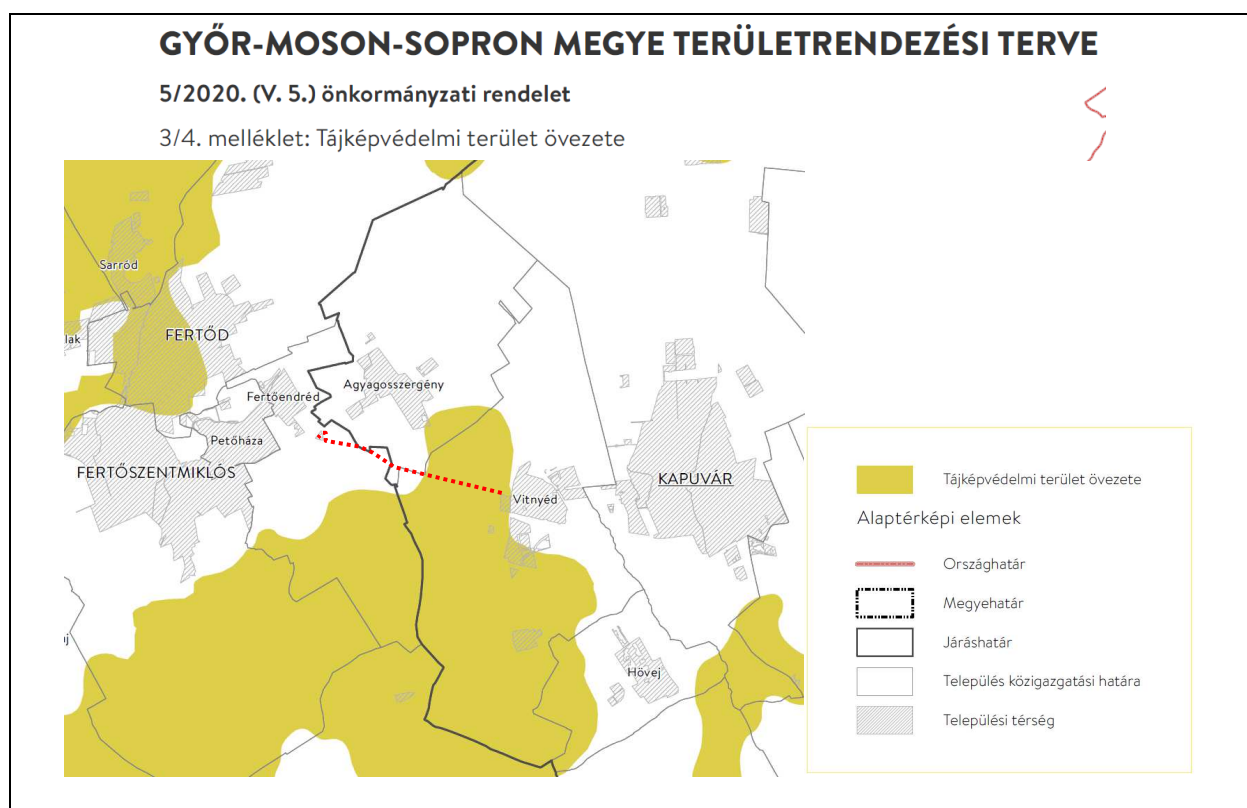 GYŐR-MOSON-SOPRON MEGYE TERÜLETRENDEZÉSI TERVE
5/2020. (V. 5.) önkormányzati rendelet
3/4. melléklet: Tájképvédelmi terület övezete
Sarród
FERTŐD
lak
Agyagosszergény
Fertőendréd
Petőháza
FERTŐSZENTMIKLÓS
KAPUVÁR
Vitnyéd
Hövej
Tájképvédelmi terület övezete
Alaptérképi elemek
Országhatár
Megyehatár
Járáshatár
Település közigazgatási határa
Települési térség